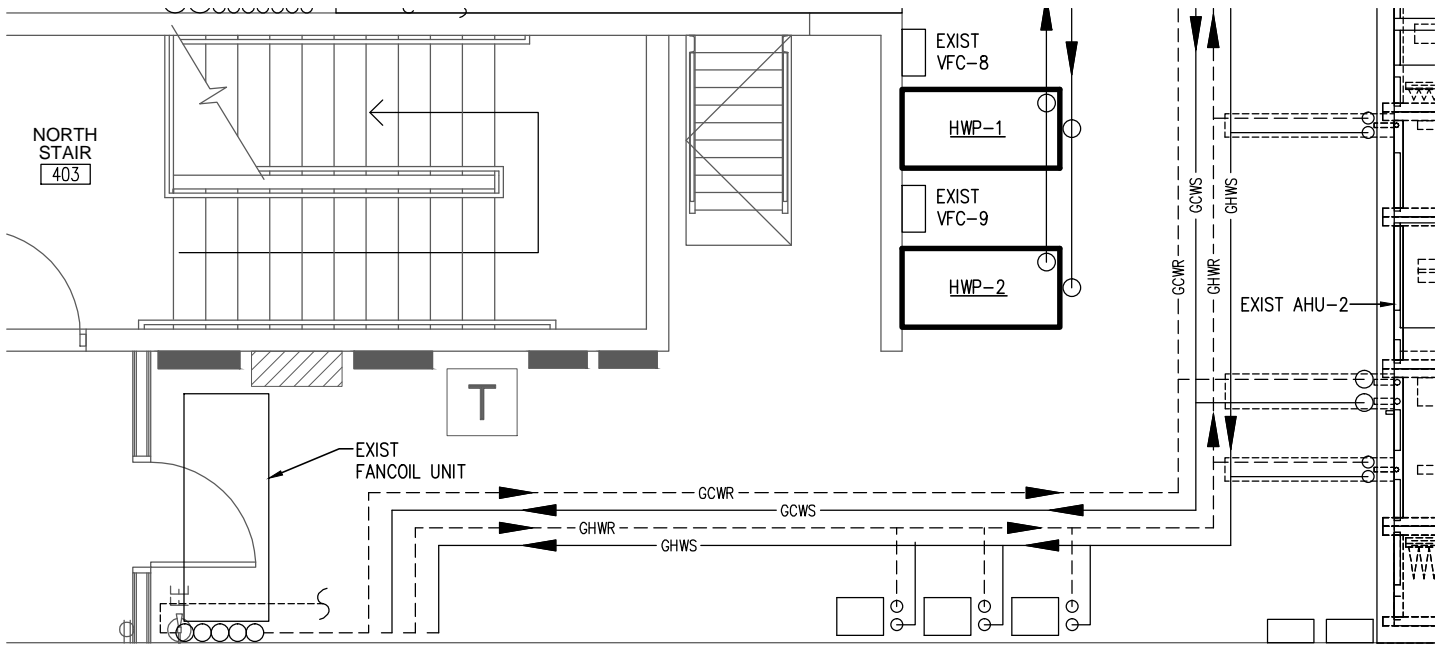 EXIST
VFC-8
HWP-1
NORTH
STAIR
403
EXIST
VFC-9
HWP-2
GCWS
GHWS
GCWR
GHWR
EXIST AHU-2
T
EXIST
FANCOIL UNIT
GCWR
GCWS
GHWR
GHWS